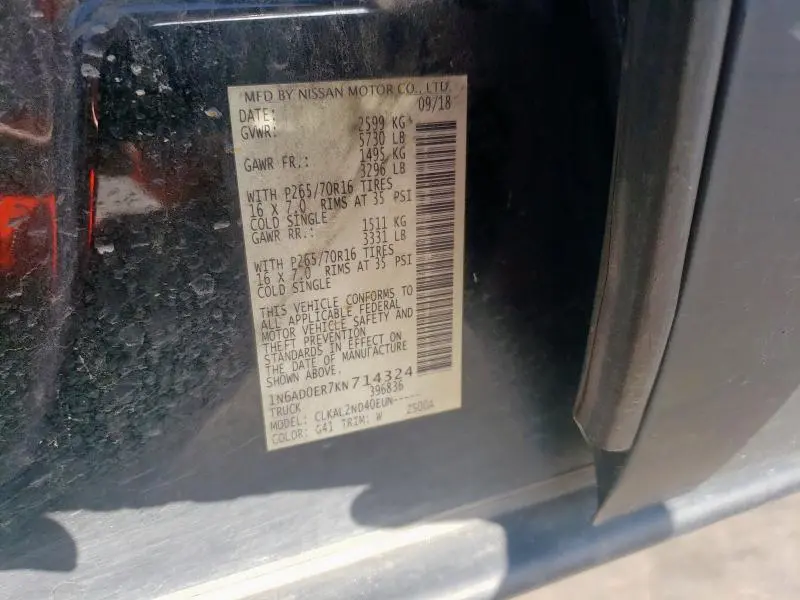 MFD BY NISSAN MOTOR CO., LTD
DATE: 09/18
GVWR: 2599 KG
5730 LB
GAWR FR.: 1495 KG
3296 LB
WITH P265/70R16 TIRES
16 X 7.0 RIMS AT 35 PSI
COLD SINGLE
GAWR RR.: 1511 KG
3331 LB
WITH P265/70R16 TIRES
16 X 7.0 RIMS AT 35 PSI
COLD SINGLE
THIS VEHICLE CONFORMS TO
ALL APPLICABLE FEDERAL
MOTOR VEHICLE SAFETY AND
THEFT PREVENTION
STANDARDS IN EFFECT ON
THE DATE OF MANUFACTURE
SHOWN ABOVE.
1N6AD0ER7KN714324
TRUCK 396836
MODEL: CLKAL2ND40EUN-----
COLOR: G41 TRIM: W 2500A